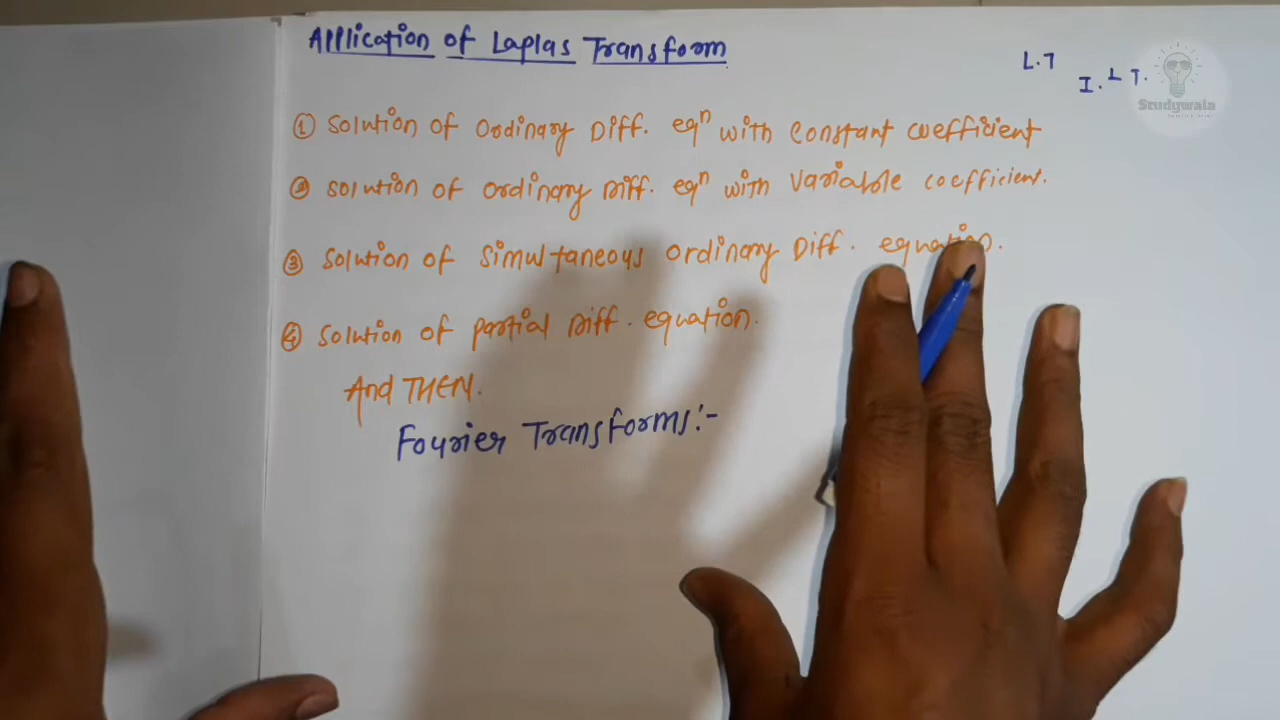 Application of Laplas Transform
L.T
I. L T.
Studywala
① Solution of Ordinary Diff. eqⁿ with constant coefficient
② Solution of ordinary Diff. eqⁿ with Variable coefficient.
③ Solution of Simultaneous Ordinary Diff. equation.
④ Solution of partial Diff. equation.
And THEN.
Fourier Transforms:-